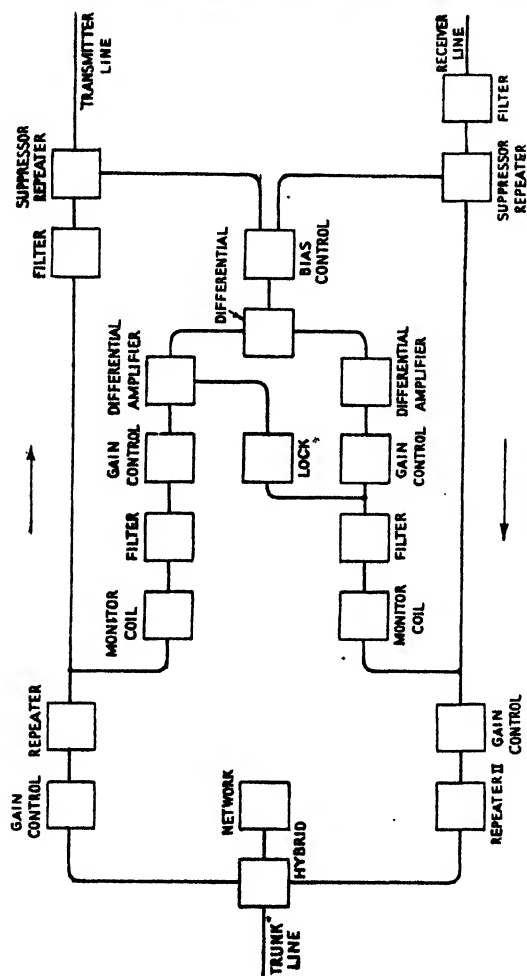 GAIN
CONTROL
REPEATER
FILTER
SUPPRESSOR
REPEATER
TRANSMITTER
LINE
MONITOR
COIL
FILTER
GAIN
CONTROL
DIFFERENTIAL
AMPLIFIER
DIFFERENTIAL
BIAS
CONTROL
LOCK
TRUNK
LINE
HYBRID
NETWORK
MONITOR
COIL
FILTER
GAIN
CONTROL
DIFFERENTIAL
AMPLIFIER
REPEATER II
GAIN
CONTROL
SUPPRESSOR
REPEATER
FILTER
RECEIVER
LINE